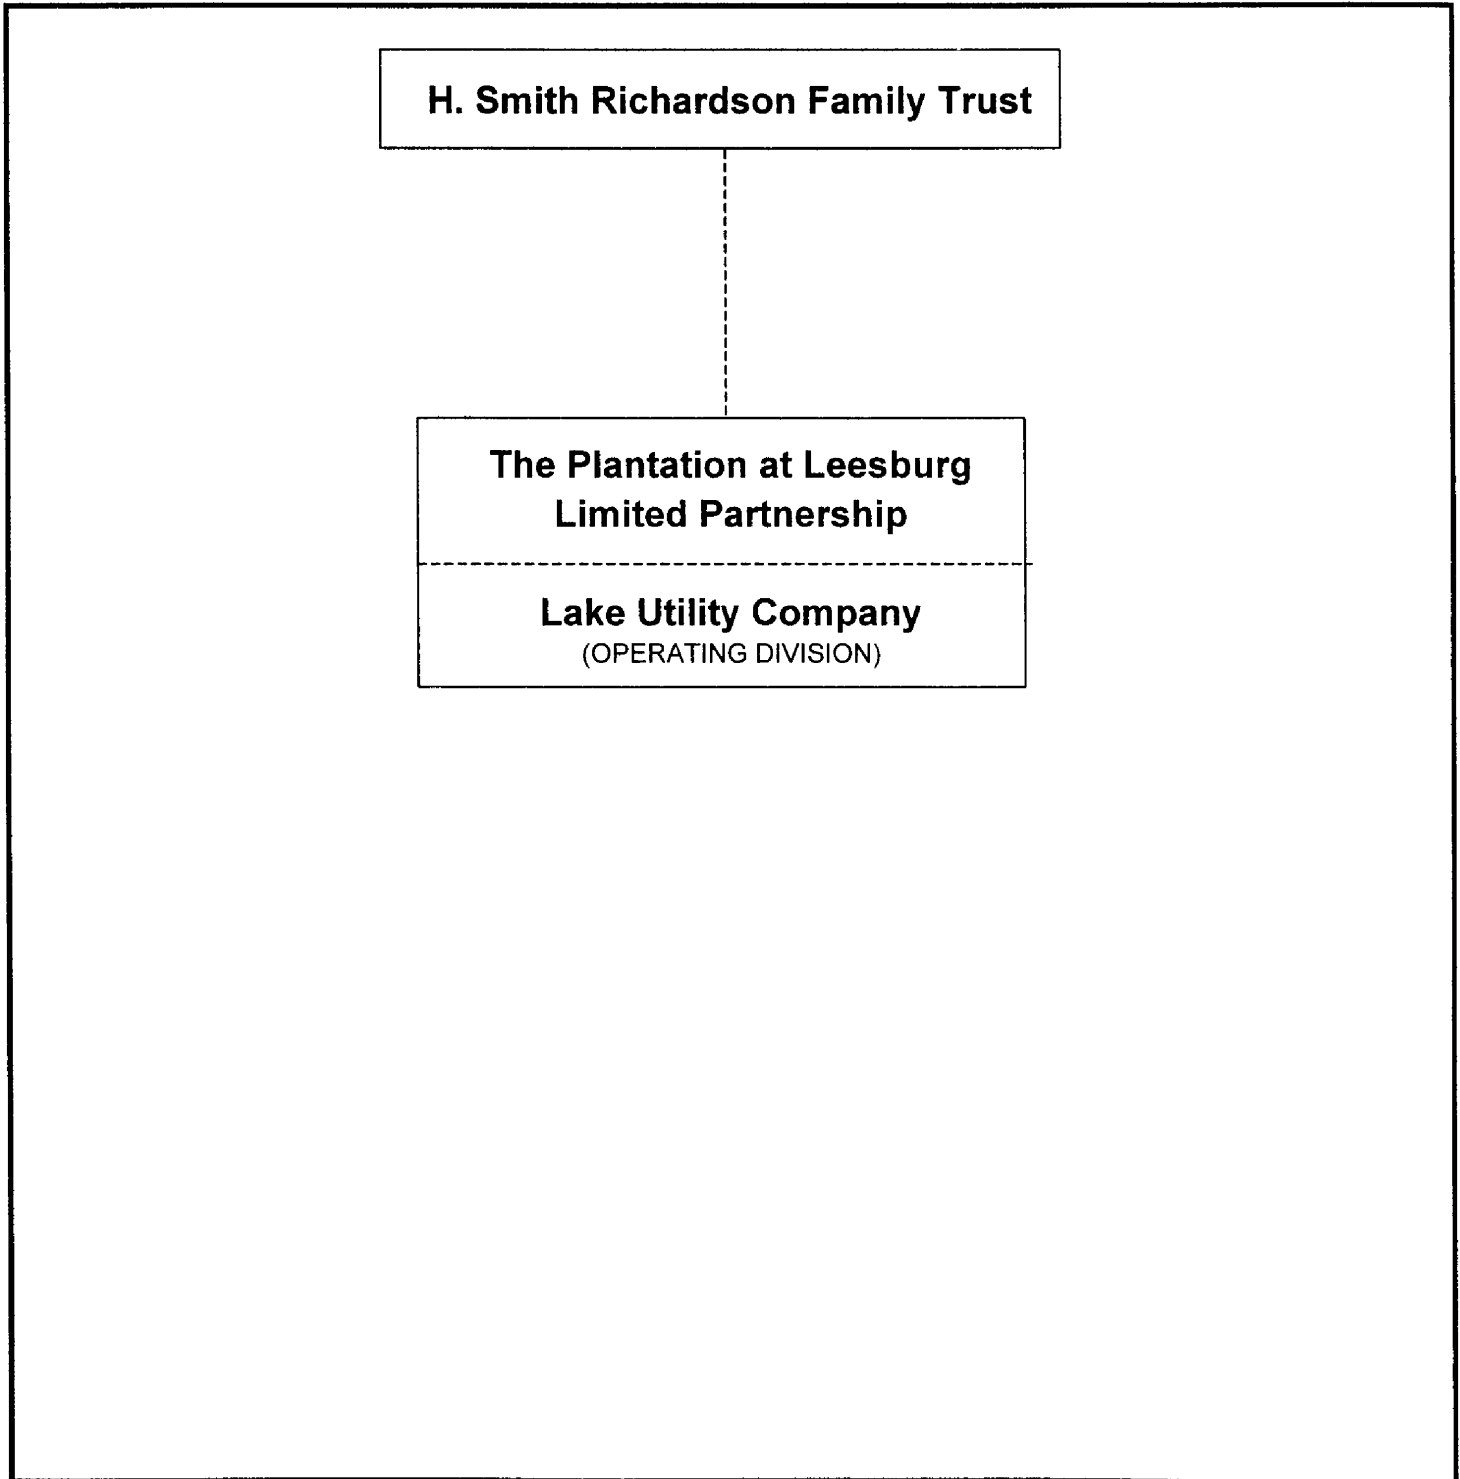 H. Smith Richardson Family Trust
The Plantation at Leesburg
Limited Partnership
Lake Utility Company
(OPERATING DIVISION)